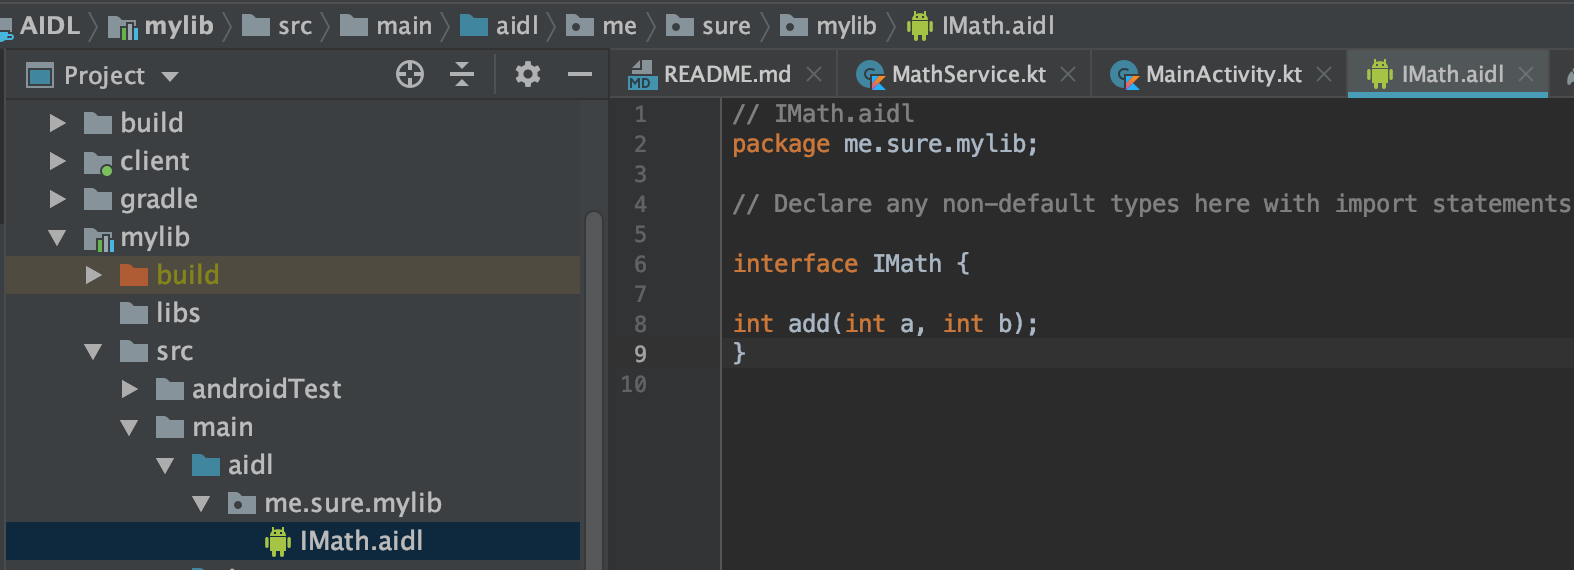 AIDL mylib src main aidl me sure mylib IMath.aidl
Project
README.md MathService.kt MainActivity.kt IMath.aidl
build
client
gradle
mylib
build
libs
src
androidTest
main
aidl
me.sure.mylib
IMath.aidl
1 // IMath.aidl
2 package me.sure.mylib;
3
4 // Declare any non-default types here with import statements
5
6 interface IMath {
7
8 int add(int a, int b);
9 }
10